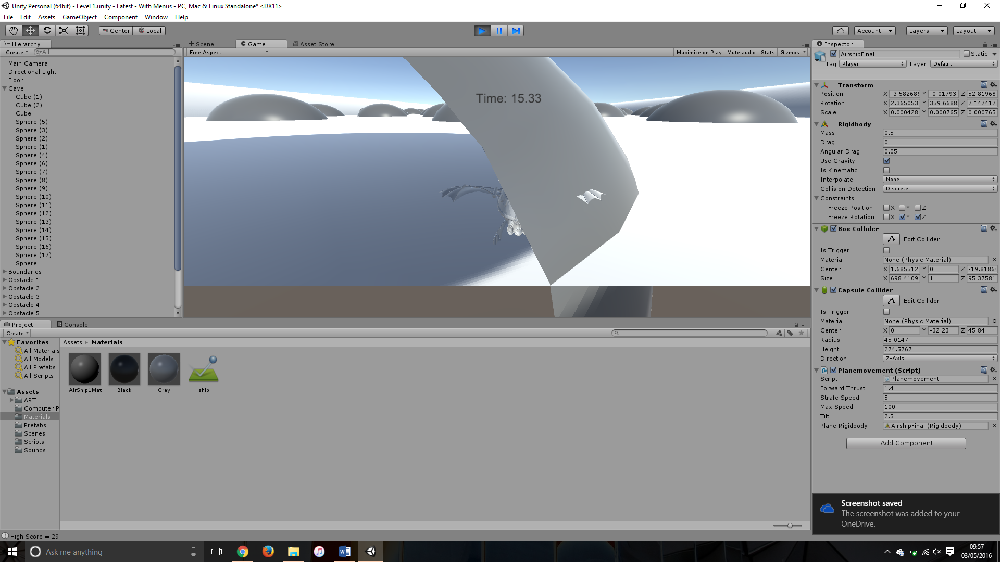 Unity Personal (64bit) - Level 1.unity - Latest - With Menus - PC, Mac & Linux Standalone* <DX11>
File Edit Assets GameObject Component Window Help
Center Local
Account Layers Layout
Hierarchy
Create All
Main Camera
Directional Light
Floor
Cave
Cube (1)
Cube (2)
Cube
Sphere (5)
Sphere (3)
Sphere (2)
Sphere (1)
Sphere (4)
Sphere (6)
Sphere (7)
Sphere (8)
Sphere (9)
Sphere (10)
Sphere (11)
Sphere (12)
Sphere (13)
Sphere (14)
Sphere (15)
Sphere (16)
Sphere (17)
Sphere
Boundaries
Obstacle 1
Obstacle 2
Obstacle 3
Obstacle 4
Obstacle 5
Scene Game Asset Store
Free Aspect Maximize on Play Mute audio Stats Gizmos
Time: 15.33
Inspector
AirshipFinal Static
Tag Player Layer Default
Transform
Position X -3.58268 Y -0.01793 Z 52.81968
Rotation X 2.365053 Y 359.6688 Z 7.147417
Scale X 0.000428 Y 0.000765 Z 0.000765
Rigidbody
Mass 0.5
Drag 0
Angular Drag 0.05
Use Gravity
Is Kinematic
Interpolate None
Collision Detection Discrete
Constraints
Freeze Position X Y Z
Freeze Rotation X Y Z
Box Collider
Edit Collider
Is Trigger
Material None (Physic Material)
Center X 1.685512 Y 0 Z -19.8186
Size X 698.4109 Y 1 Z 95.37581
Capsule Collider
Edit Collider
Is Trigger
Material None (Physic Material)
Center X 0 Y -32.23 Z 45.84
Radius 45.0147
Height 274.5767
Direction Z-Axis
Planemovement (Script)
Script Planemovement
Forward Thrust 1.4
Strafe Speed 5
Max Speed 100
Tilt 2.5
Plane Rigidbody AirshipFinal (Rigidbody)
Add Component
Project Console
Create
Favorites
All Materials
All Models
All Prefabs
All Scripts
Assets
ART
Computer P
Materials
Prefabs
Scenes
Scripts
Sounds
Assets Materials
AirShip1Mat Black Grey ship
Screenshot saved
The screenshot was added to your
OneDrive.
High Score = 29
Ask me anything
09:57
03/05/2016